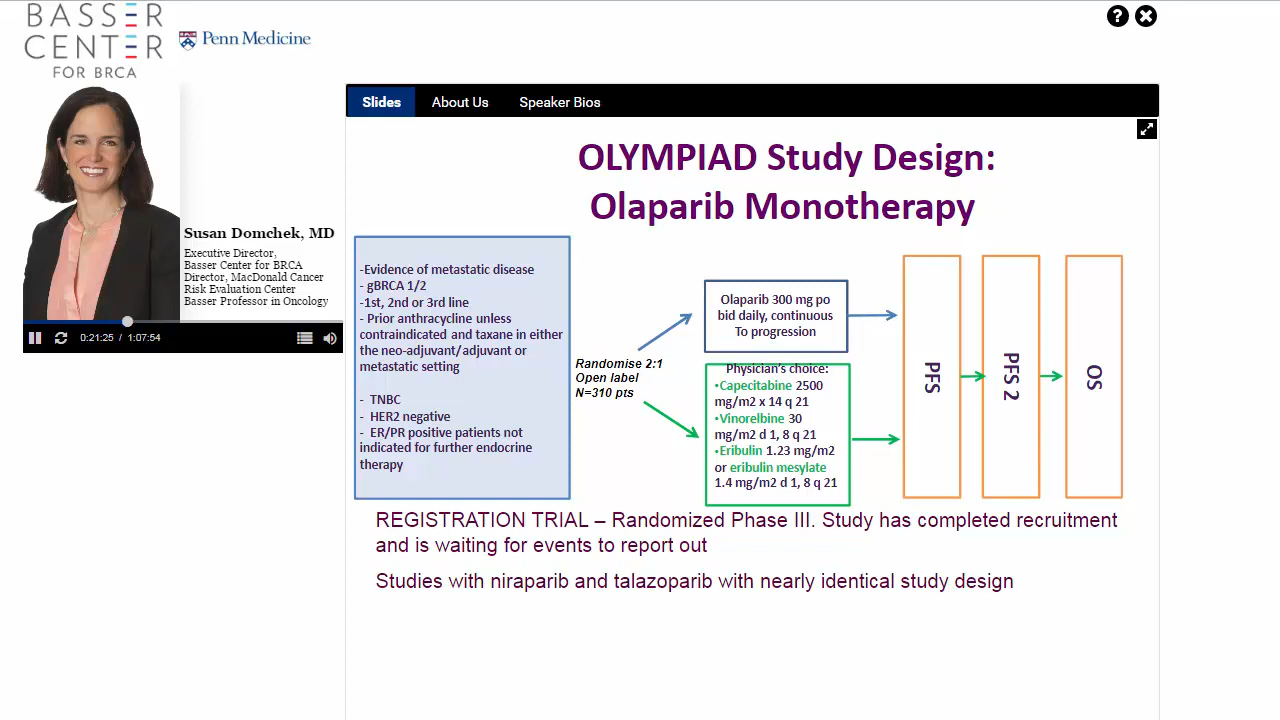 BASSER
CENTER
FOR BRCA
Penn Medicine
Susan Domchek, MD
Executive Director,
Basser Center for BRCA
Director, MacDonald Cancer
Risk Evaluation Center
Basser Professor in Oncology
0:21:25 / 1:07:54
Slides About Us Speaker Bios
OLYMPIAD Study Design:
Olaparib Monotherapy
-Evidence of metastatic disease
- gBRCA 1/2
-1st, 2nd or 3rd line
- Prior anthracycline unless
contraindicated and taxane in either
the neo-adjuvant/adjuvant or
metastatic setting
- TNBC
- HER2 negative
- ER/PR positive patients not
indicated for further endocrine
therapy
Randomise 2:1
Open label
N=310 pts
Olaparib 300 mg po
bid daily, continuous
To progression
Physician's choice:
•Capecitabine 2500
mg/m2 x 14 q 21
•Vinorelbine 30
mg/m2 d 1, 8 q 21
•Eribulin 1.23 mg/m2
or eribulin mesylate
1.4 mg/m2 d 1, 8 q 21
PFS
PFS 2
OS
REGISTRATION TRIAL – Randomized Phase III. Study has completed recruitment
and is waiting for events to report out
Studies with niraparib and talazoparib with nearly identical study design